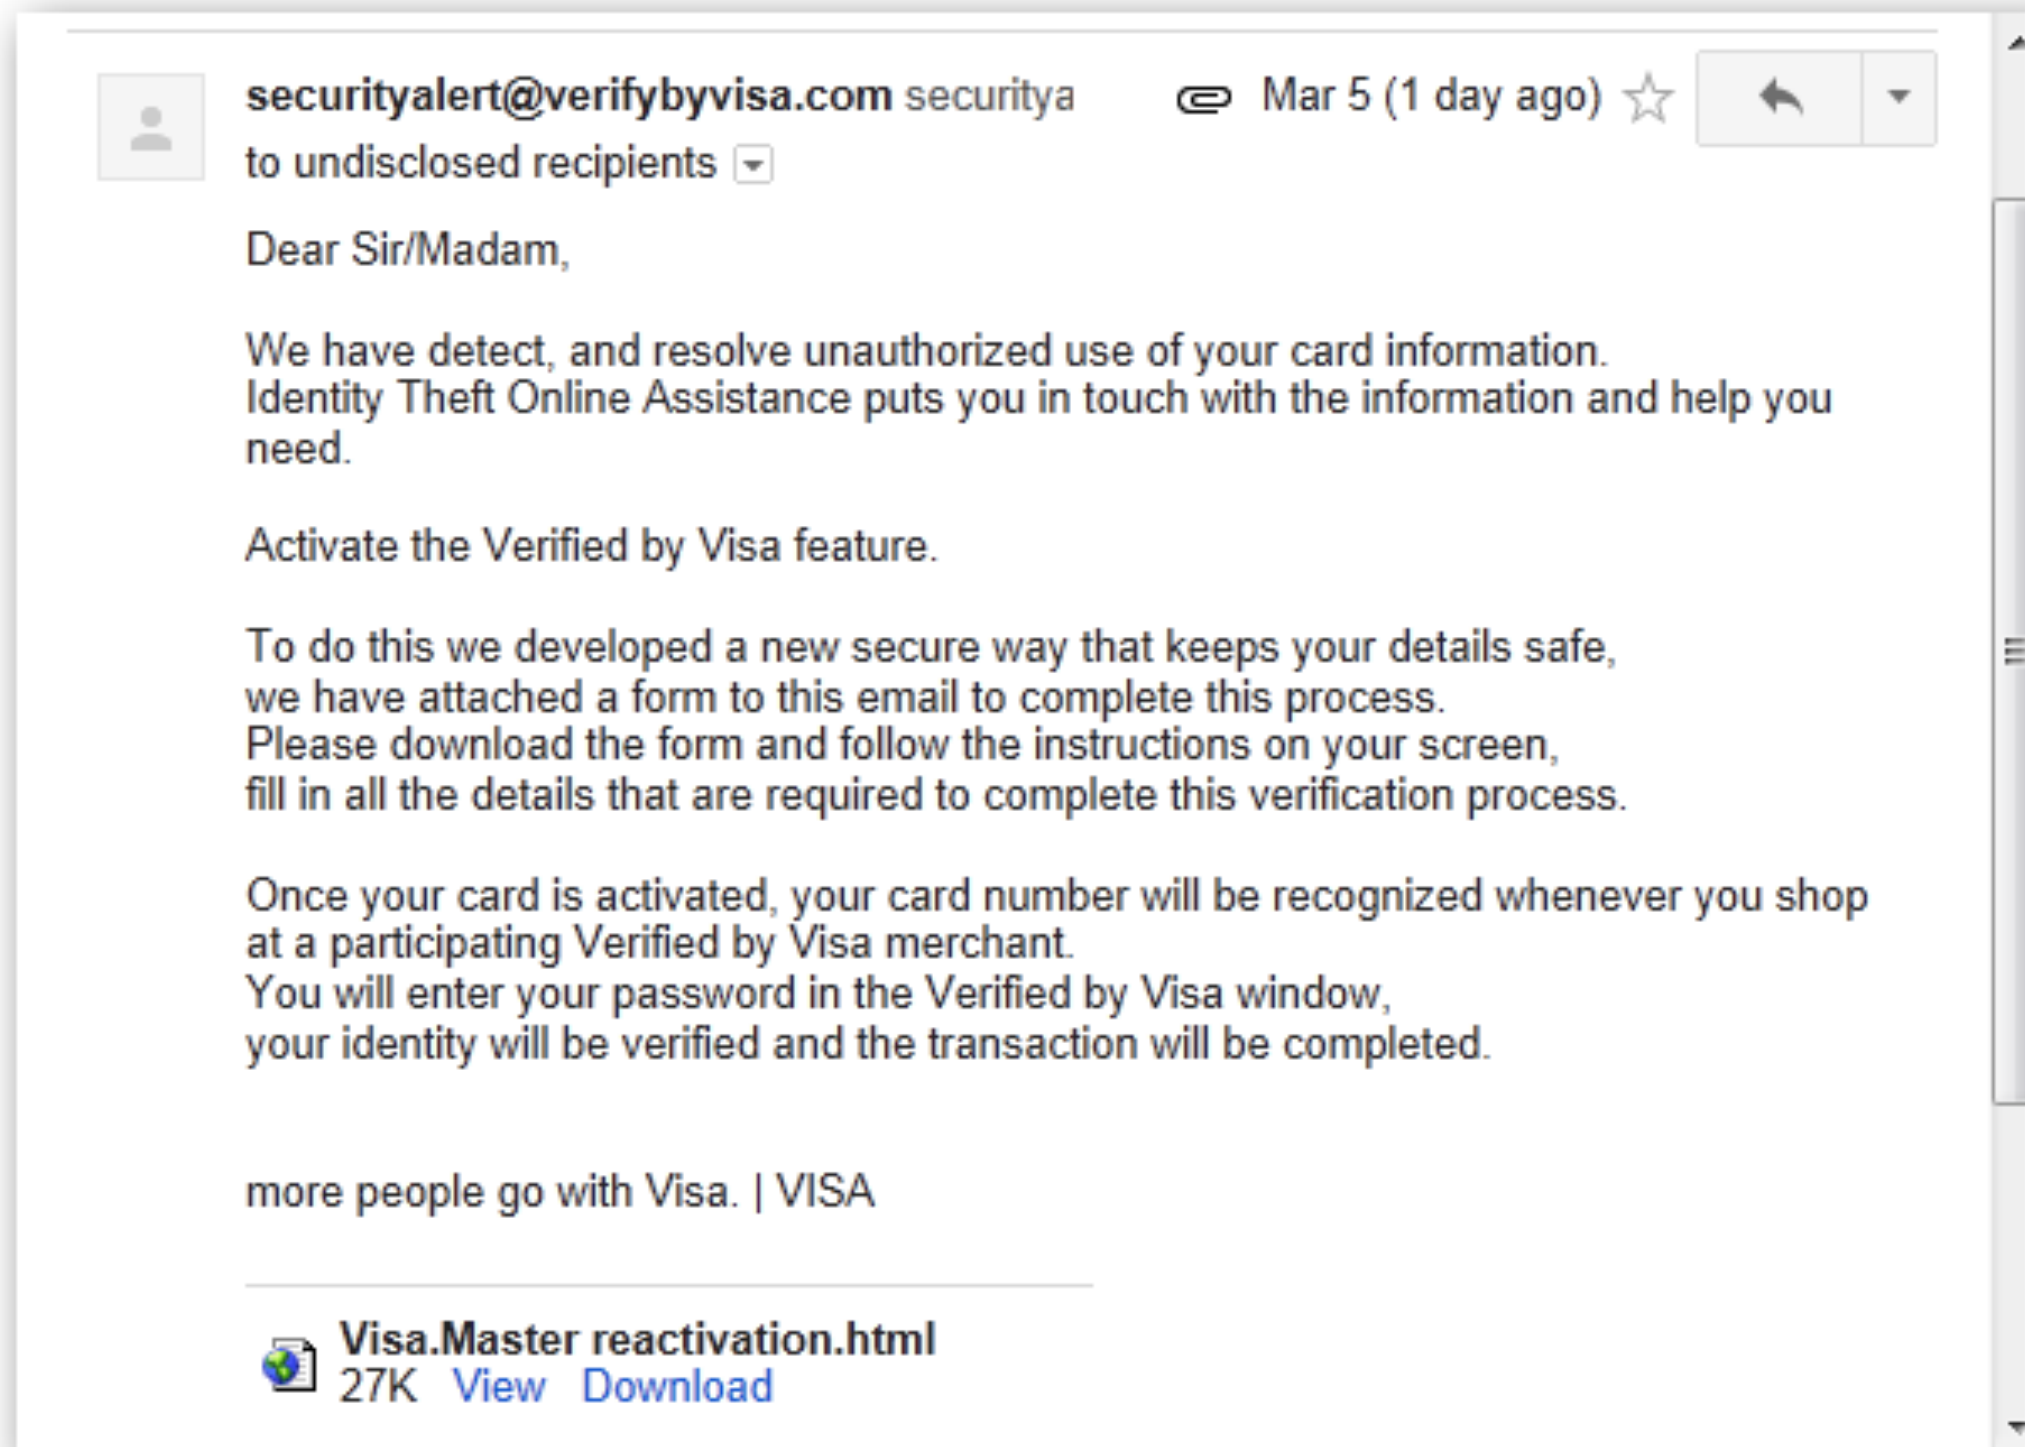 securityalert@verifybyvisa.com securitya Mar 5 (1 day ago)
to undisclosed recipients
Dear Sir/Madam,
We have detect, and resolve unauthorized use of your card information.
Identity Theft Online Assistance puts you in touch with the information and help you
need.
Activate the Verified by Visa feature.
To do this we developed a new secure way that keeps your details safe,
we have attached a form to this email to complete this process.
Please download the form and follow the instructions on your screen,
fill in all the details that are required to complete this verification process.
Once your card is activated, your card number will be recognized whenever you shop
at a participating Verified by Visa merchant.
You will enter your password in the Verified by Visa window,
your identity will be verified and the transaction will be completed.
more people go with Visa. | VISA
Visa.Master reactivation.html
27K View Download